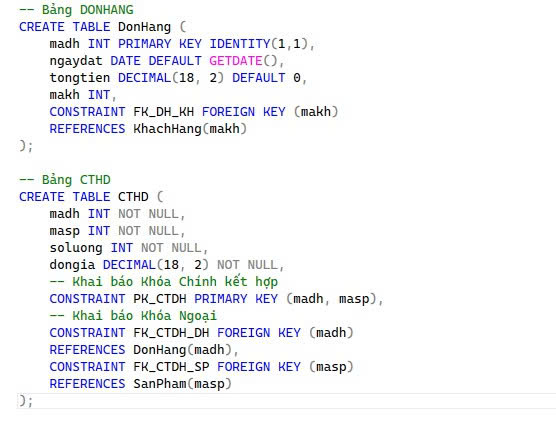 -- Bảng DONHANG
CREATE TABLE DonHang (
    madh INT PRIMARY KEY IDENTITY(1,1),
    ngaydat DATE DEFAULT GETDATE(),
    tongtien DECIMAL(18, 2) DEFAULT 0,
    makh INT,
    CONSTRAINT FK_DH_KH FOREIGN KEY (makh)
    REFERENCES KhachHang(makh)
);

-- Bảng CTHD
CREATE TABLE CTHD (
    madh INT NOT NULL,
    masp INT NOT NULL,
    soluong INT NOT NULL,
    dongia DECIMAL(18, 2) NOT NULL,
    -- Khai báo Khóa Chính kết hợp
    CONSTRAINT PK_CTDH PRIMARY KEY (madh, masp),
    -- Khai báo Khóa Ngoại
    CONSTRAINT FK_CTDH_DH FOREIGN KEY (madh)
    REFERENCES DonHang(madh),
    CONSTRAINT FK_CTDH_SP FOREIGN KEY (masp)
    REFERENCES SanPham(masp)
);